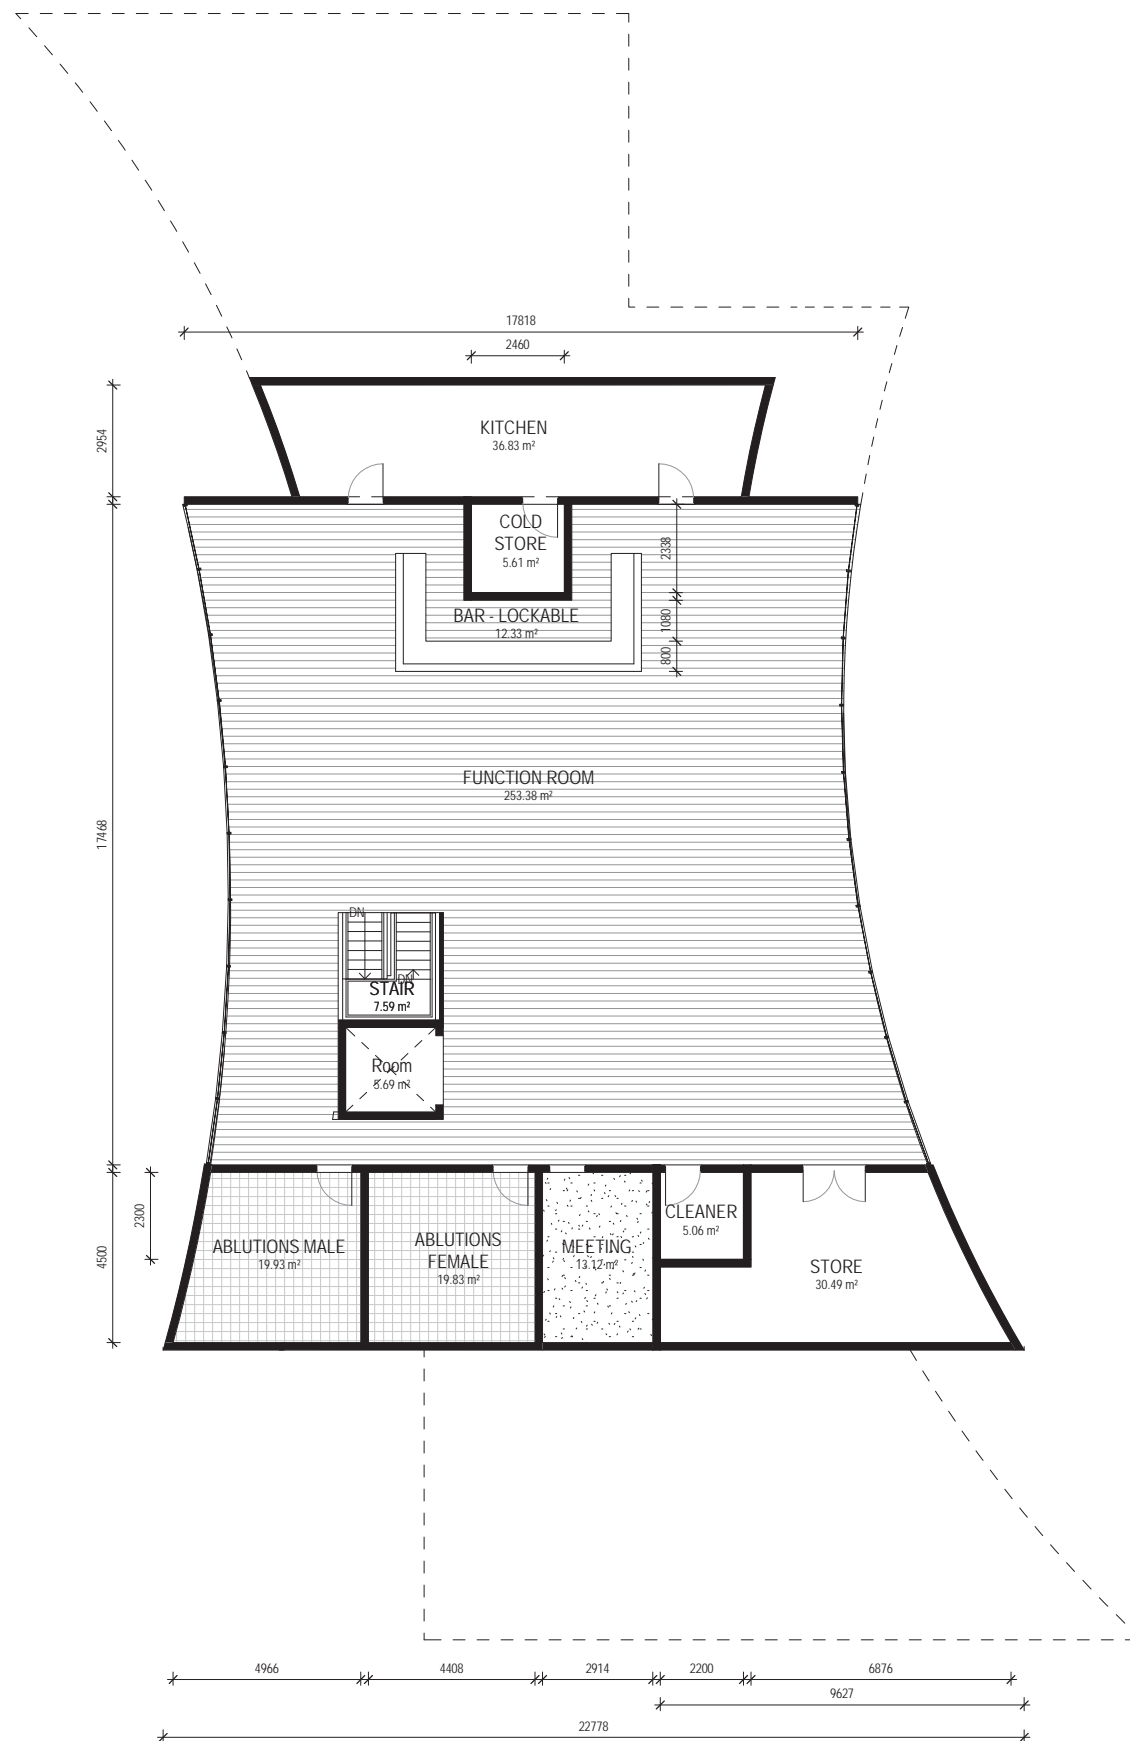 17818
2460
KITCHEN
36.83 m²
2954
COLD
STORE
5.61 m²
2338
BAR - LOCKABLE
12.33 m²
1080
800
FUNCTION ROOM
253.38 m²
17468
DN
DN
STAIR
7.59 m²
Room
5.69 m²
2300
4500
ABLUTIONS MALE
19.93 m²
ABLUTIONS
FEMALE
19.83 m²
MEETING
13.12 m²
CLEANER
5.06 m²
STORE
30.49 m²
4966
4408
2914
2200
6876
9627
22778